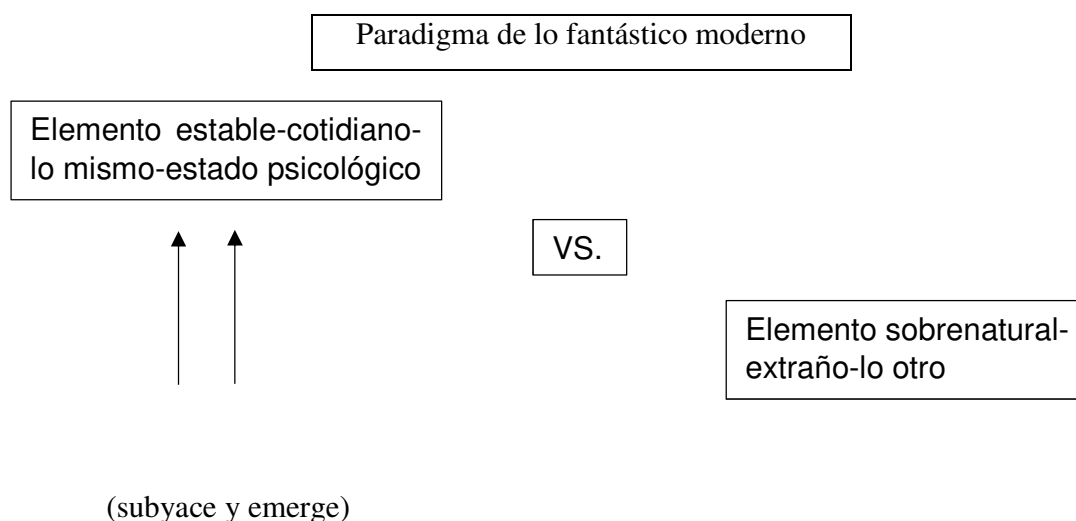 Paradigma de lo fantástico moderno
Elemento estable-cotidiano-
lo mismo-estado psicológico
VS.
Elemento sobrenatural-
extraño-lo otro
(subyace y emerge)